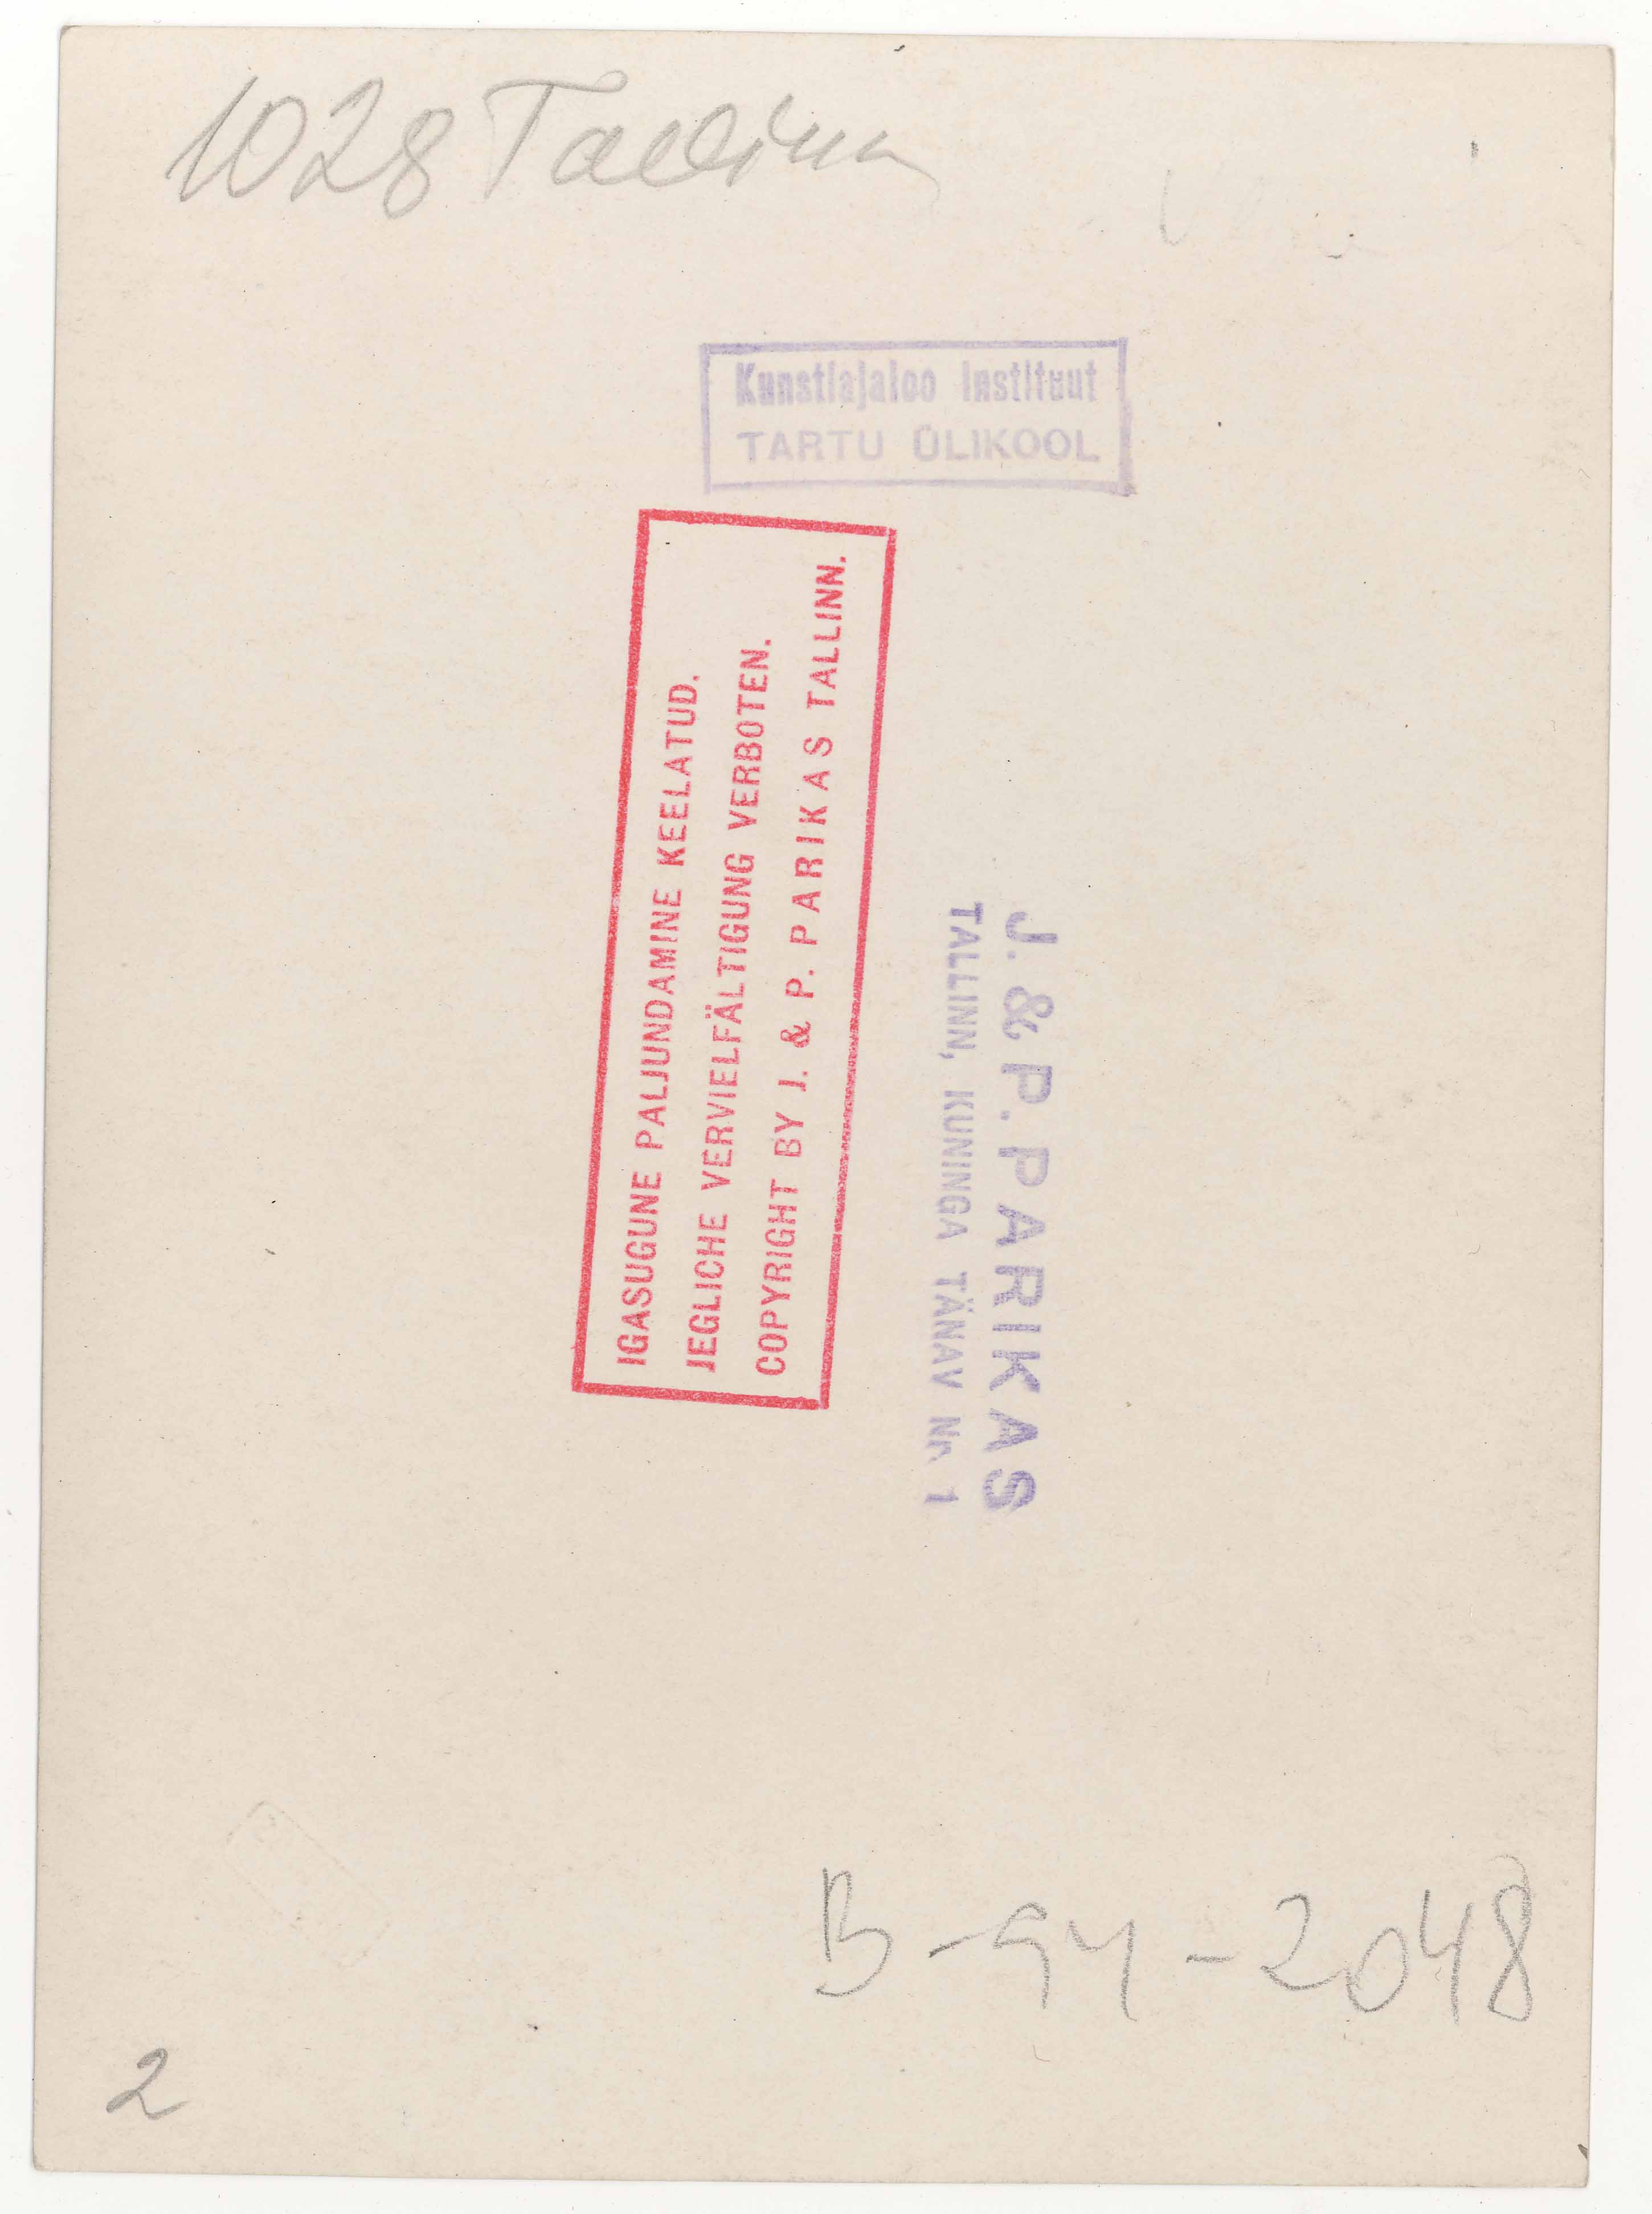 1028 Tallinn
Kunstiajaloo Instituut
TARTU ÜLIKOOL
IGASUGUNE PALJUNDAMINE KEELATUD.
JEGLICHE VERVIELFÄLTIGUNG VERBOTEN.
COPYRIGHT BY J. & P. PARIKAS TALLINN.
J. & P. PARIKAS
TALLINN, KUNINGA TÄNAV Nr. 1
B-94-2048
2